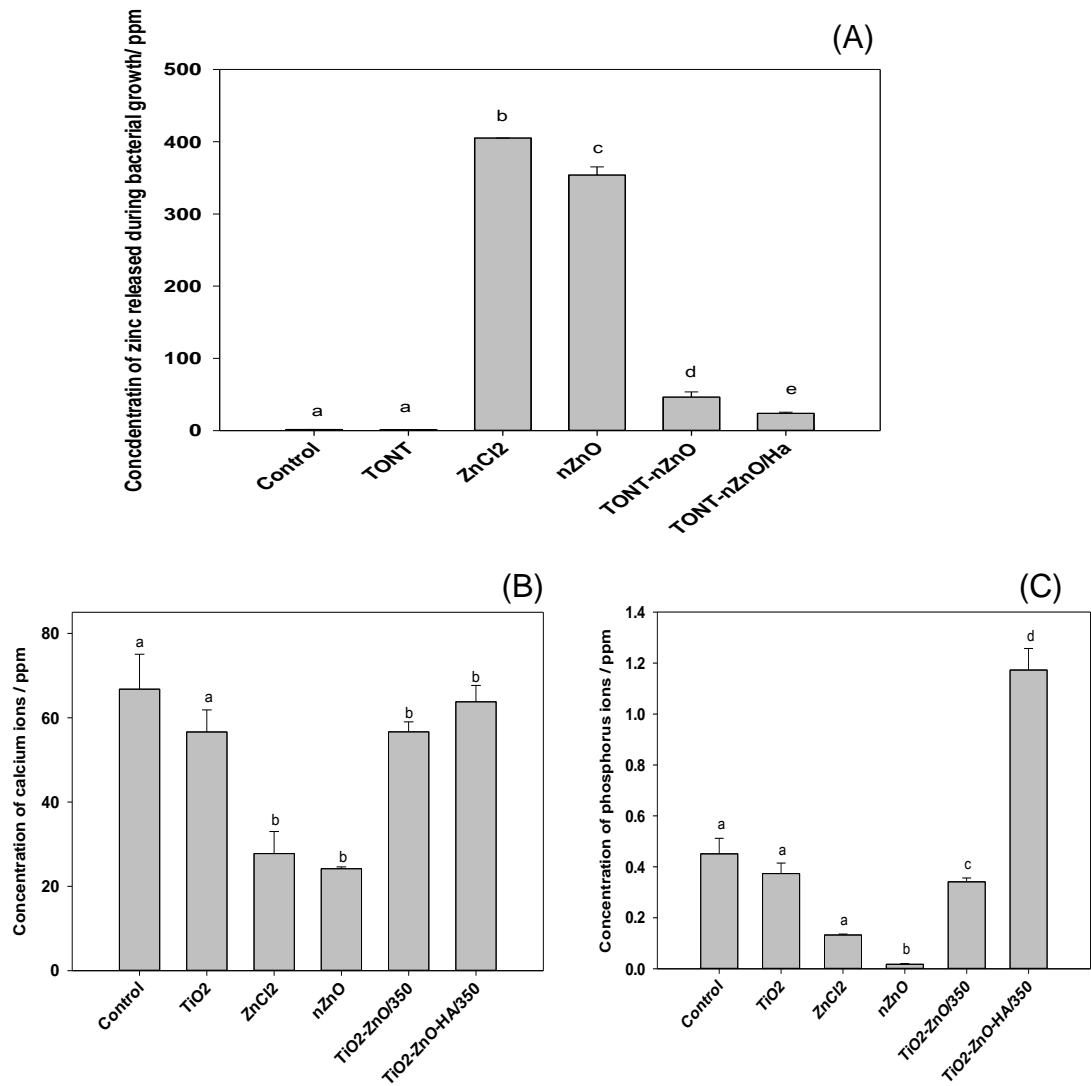 (A)
Concdentratin of zinc released during bacterial growth/ ppm
500
400
300
200
100
0
a
a
b
c
d
e
Control
TONT
ZnCl2
nZnO
TONT-nZnO
TONT-nZnO/Ha
(B)
Concentration of calcium ions / ppm
80
60
40
20
0
a
a
b
b
b
b
Control
TiO2
ZnCl2
nZnO
TiO2-ZnO/350
TiO2-ZnO-HA/350
(C)
Concentration of phosphorus ions / ppm
1.4
1.2
1.0
0.8
0.6
0.4
0.2
0.0
a
a
a
b
c
d
Control
TiO2
ZnCl2
nZnO
TiO2-ZnO/350
TiO2-ZnO-HA/350